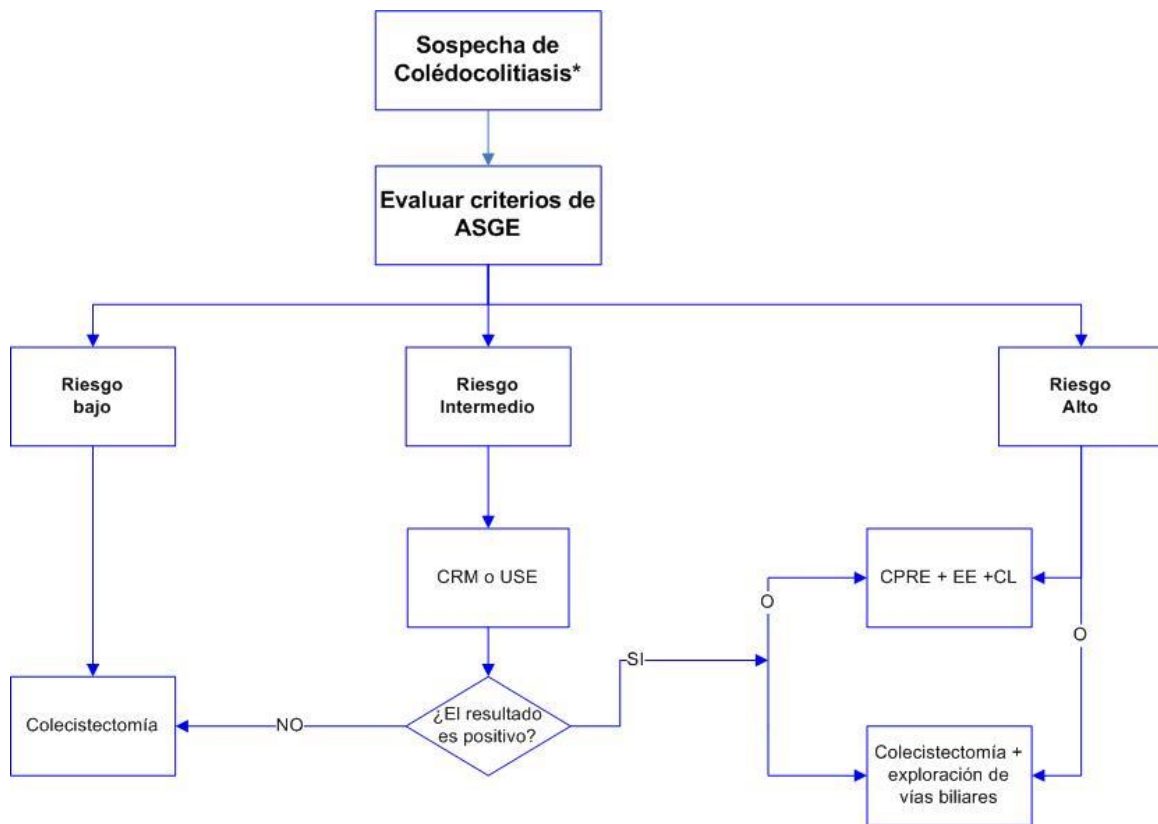 Sospecha de
Colédocolitiasis*
Evaluar criterios de
ASGE
Riesgo
bajo
Riesgo
Intermedio
Riesgo
Alto
CRM o USE
CPRE + EE +CL
O
O
SI
¿El resultado
es positivo?
NO
Colecistectomía
Colecistectomía +
exploración de
vías biliares
O